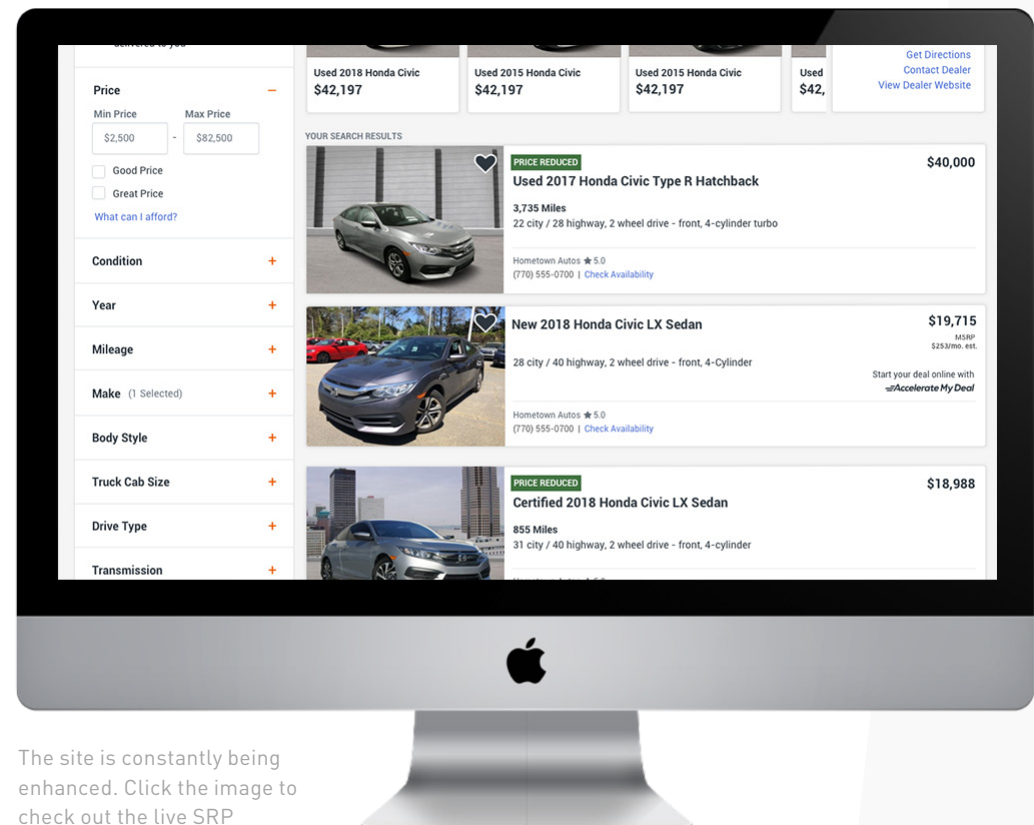 delivered to you
Price
Min Price
Max Price
$2,500
-
$82,500
Good Price
Great Price
What can I afford?
Condition
Year
Mileage
Make (1 Selected)
Body Style
Truck Cab Size
Drive Type
Transmission
Used 2018 Honda Civic
$42,197
Used 2015 Honda Civic
$42,197
Used 2015 Honda Civic
$42,197
Used
$42,
Get Directions
Contact Dealer
View Dealer Website
YOUR SEARCH RESULTS
PRICE REDUCED
$40,000
Used 2017 Honda Civic Type R Hatchback
3,735 Miles
22 city / 28 highway, 2 wheel drive - front, 4-cylinder turbo
Hometown Autos ★ 5.0
(770) 555-0700 | Check Availability
New 2018 Honda Civic LX Sedan
$19,715
MSRP
$253/mo. est.
28 city / 40 highway, 2 wheel drive - front, 4-Cylinder
Start your deal online with
Accelerate My Deal
Hometown Autos ★ 5.0
(770) 555-0700 | Check Availability
PRICE REDUCED
$18,988
Certified 2018 Honda Civic LX Sedan
855 Miles
31 city / 40 highway, 2 wheel drive - front, 4-cylinder
The site is constantly being
enhanced. Click the image to
check out the live SRP